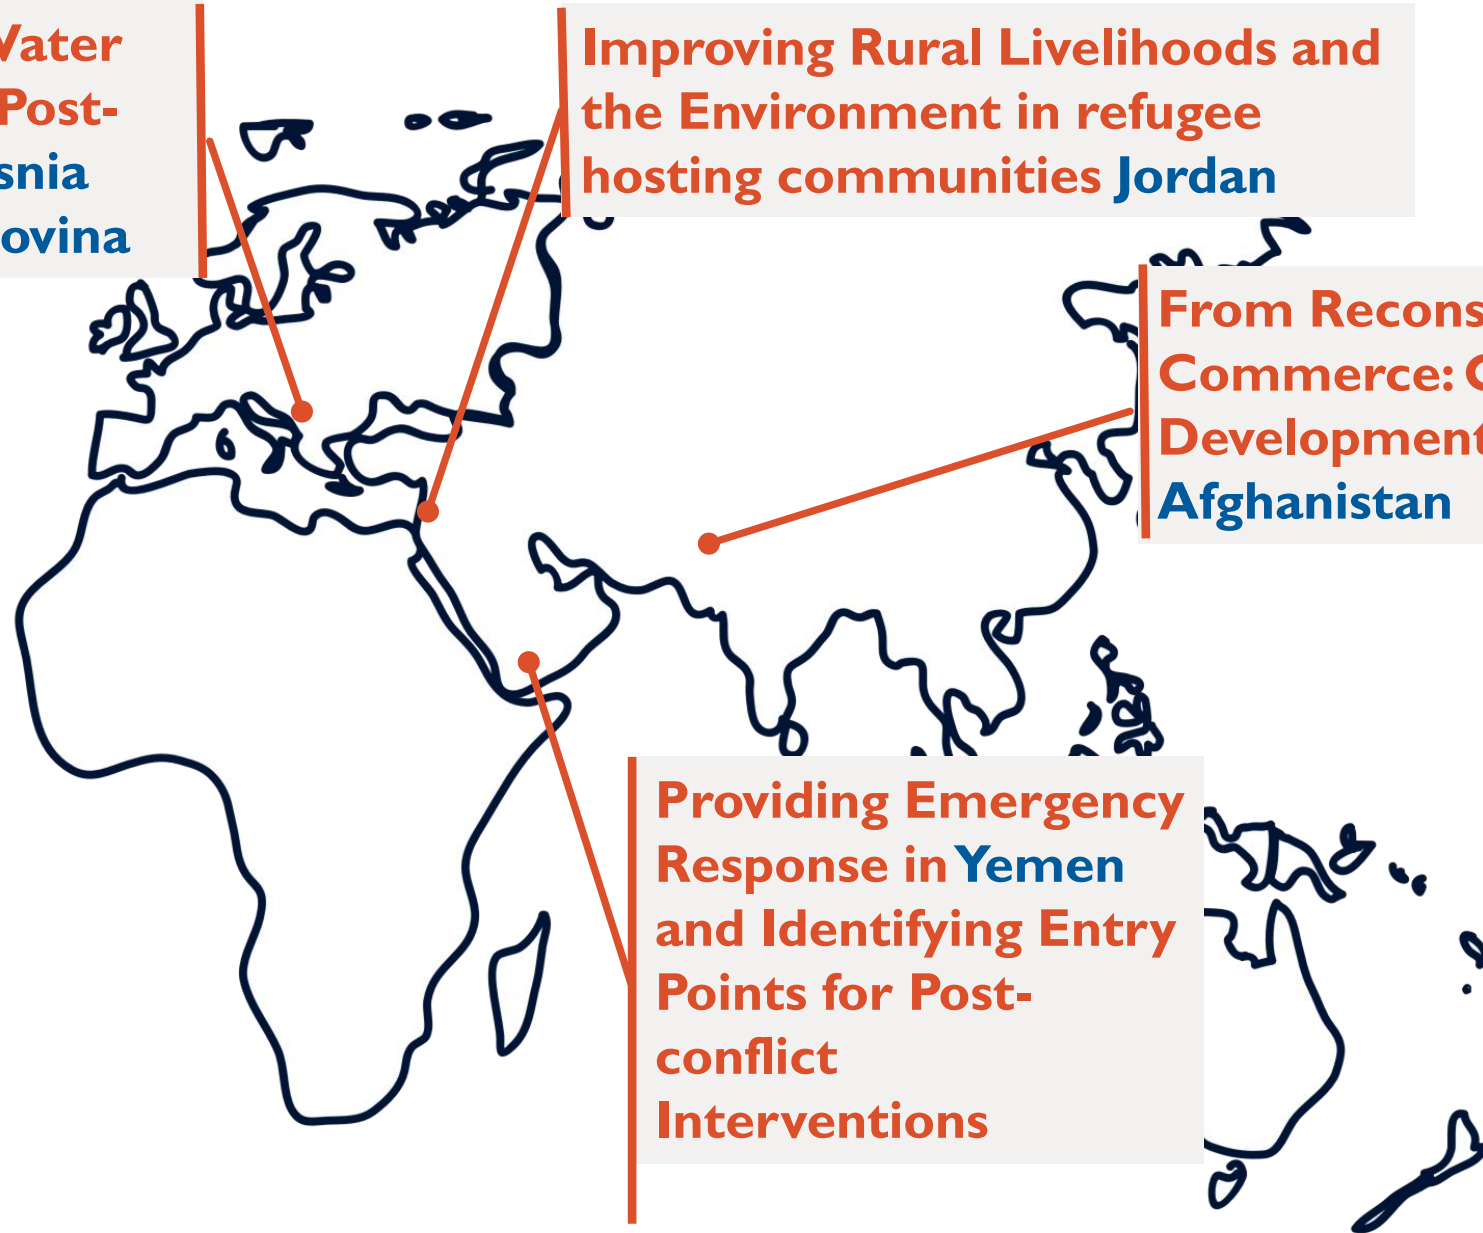 Water
Post-
snia
ovina
Improving Rural Livelihoods and
the Environment in refugee
hosting communities Jordan
From Recons
Commerce:
Development
Afghanistan
Providing Emergency
Response in Yemen
and Identifying Entry
Points for Post-
conflict
Interventions